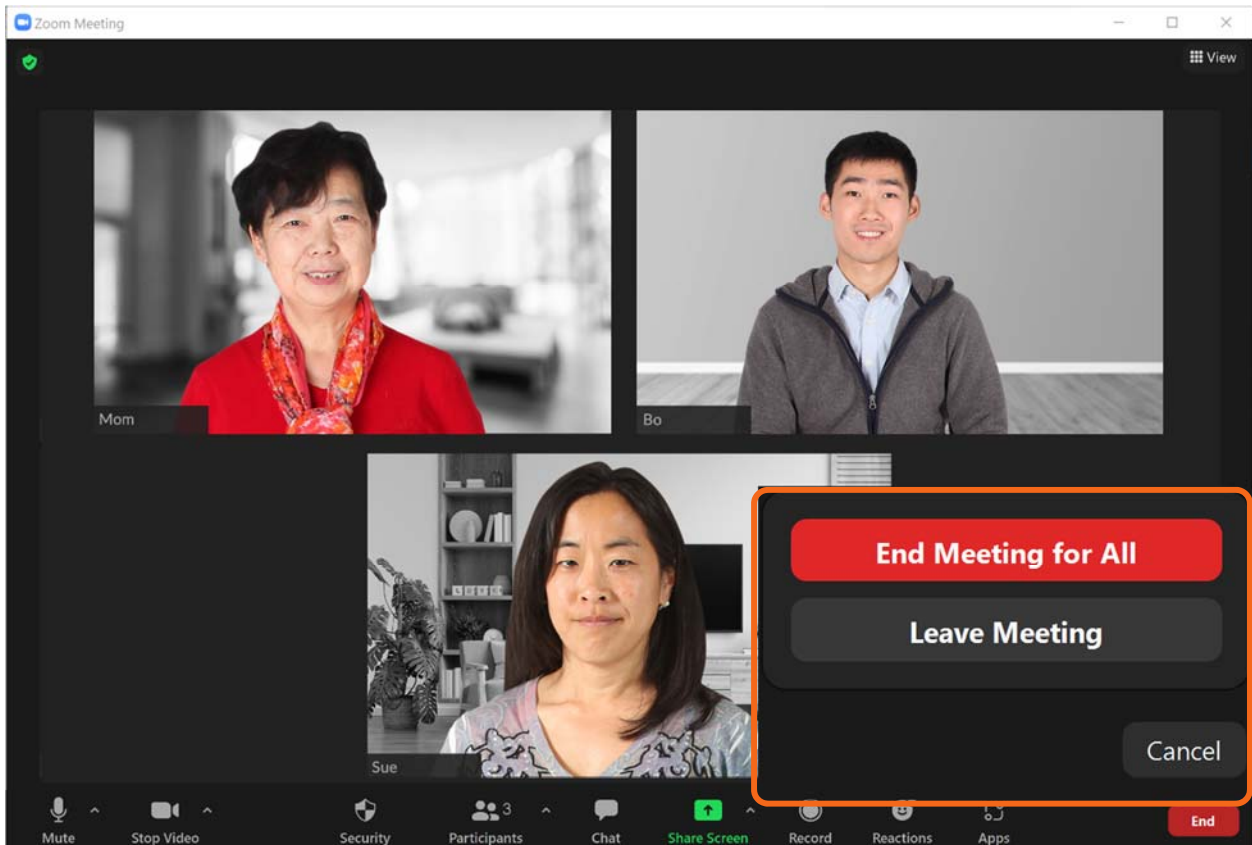 Zoom Meeting
View
Mom
Bo
End Meeting for All
Leave Meeting
Cancel
Sue
Mute
Stop Video
Security
3
Participants
Chat
Share Screen
Record
Reactions
Apps
End